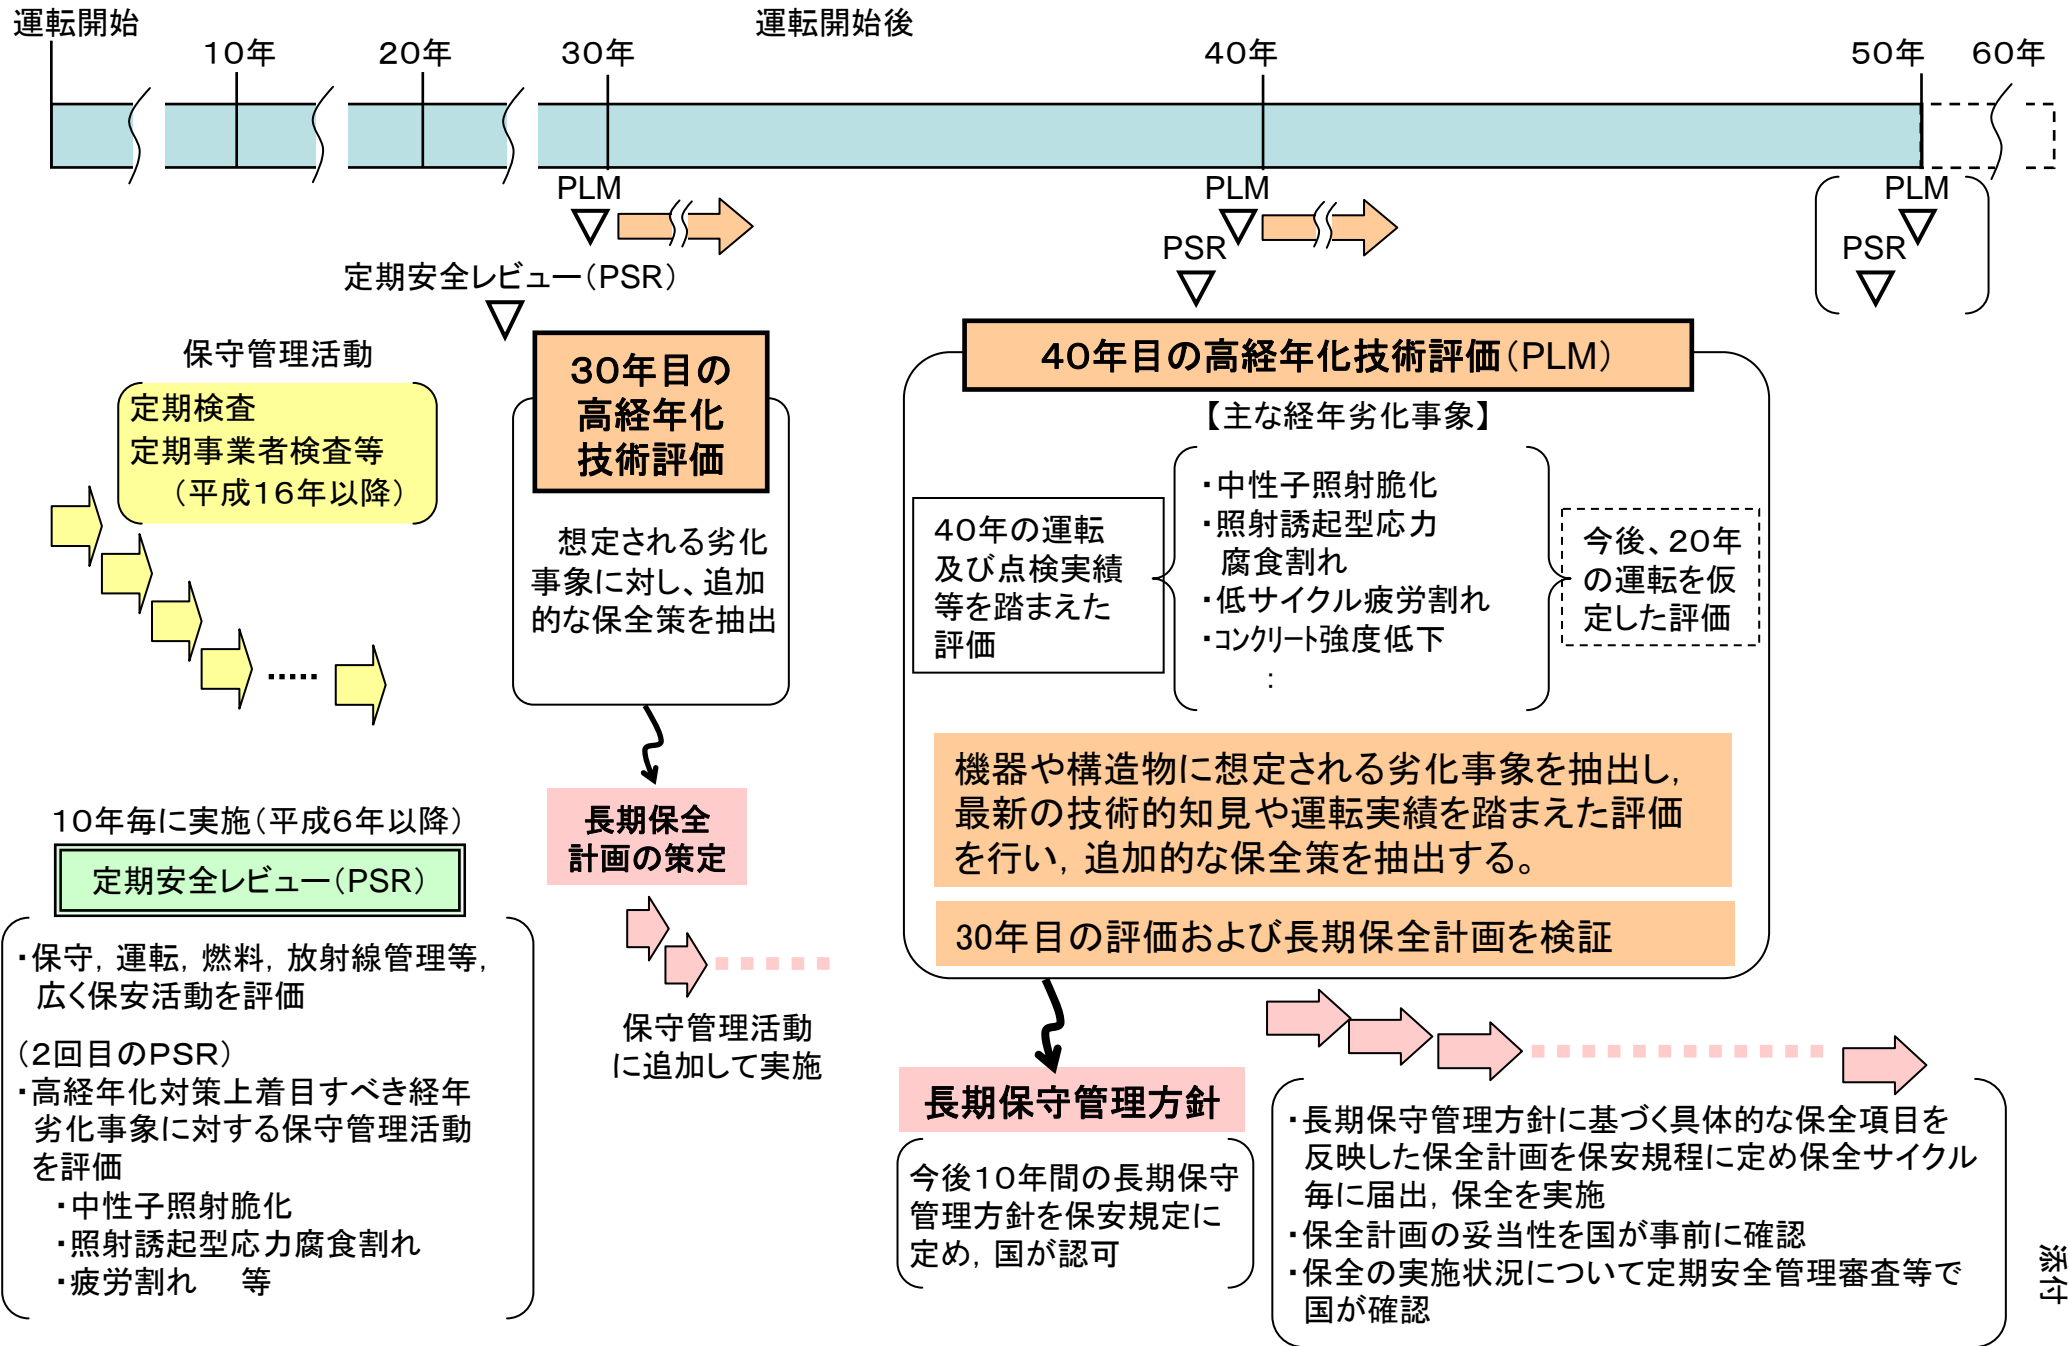 運転開始
運転開始後
10年
20年
30年
40年
50年
60年
PLM
PLM
PLM
PSR
PSR
定期安全レビュー(PSR)
保守管理活動
定期検査
定期事業者検査等
(平成16年以降)
10年毎に実施(平成6年以降)
定期安全レビュー(PSR)
・保守,運転,燃料,放射線管理等,
広く保安活動を評価
(2回目のPSR)
・高経年化対策上着目すべき経年
劣化事象に対する保守管理活動
を評価
・中性子照射脆化
・照射誘起型応力腐食割れ
・疲労割れ 等
30年目の
高経年化
技術評価
想定される劣化
事象に対し、追加
的な保全策を抽出
長期保全
計画の策定
保守管理活動
に追加して実施
40年目の高経年化技術評価(PLM)
【主な経年劣化事象】
40年の運転
及び点検実績
等を踏まえた
評価
・中性子照射脆化
・照射誘起型応力
腐食割れ
・低サイクル疲労割れ
・コンクリート強度低下
:
今後、20年
の運転を仮
定した評価
機器や構造物に想定される劣化事象を抽出し,
最新の技術的知見や運転実績を踏まえた評価
を行い,追加的な保全策を抽出する。
30年目の評価および長期保全計画を検証
長期保守管理方針
今後10年間の長期保守
管理方針を保安規定に
定め,国が認可
・長期保守管理方針に基づく具体的な保全項目を
反映した保全計画を保安規程に定め保全サイクル
毎に届出,保全を実施
・保全計画の妥当性を国が事前に確認
・保全の実施状況について定期安全管理審査等で
国が確認
添付